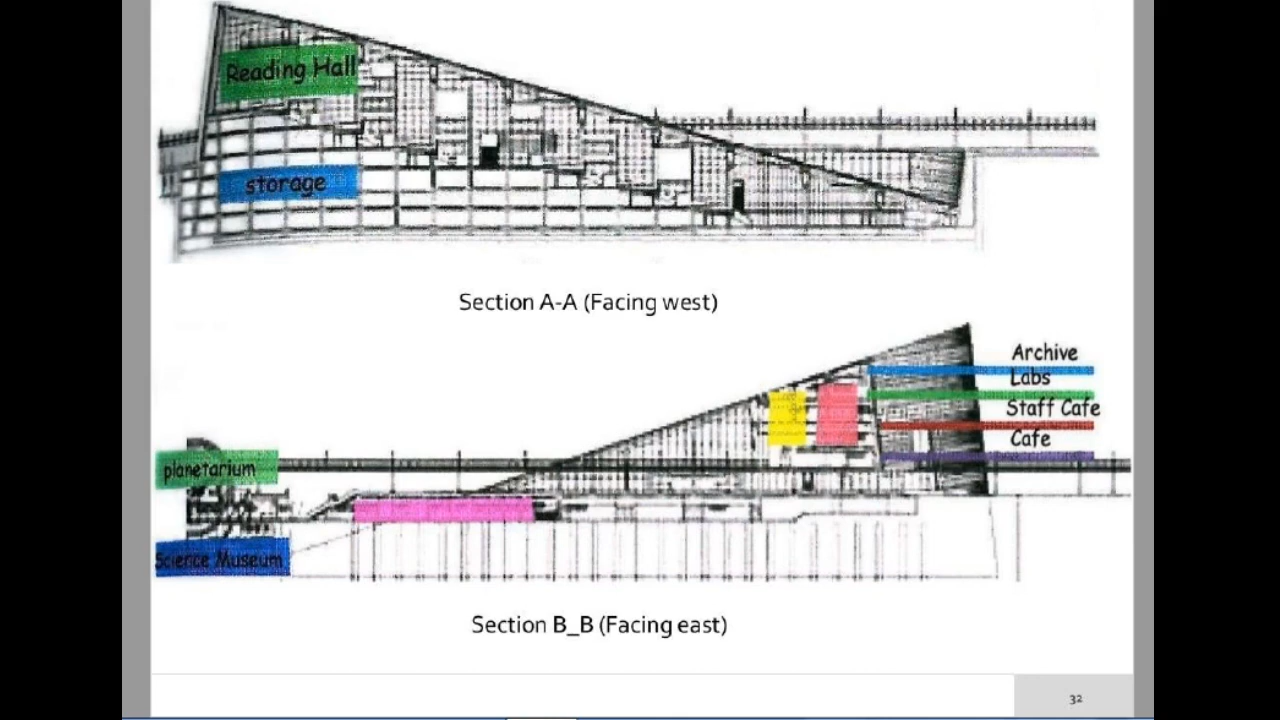 Reading Hall
storage
Section A-A (Facing west)
Archive
Labs
Staff Cafe
Cafe
planetarium
Science Museum
Section B_B (Facing east)
32